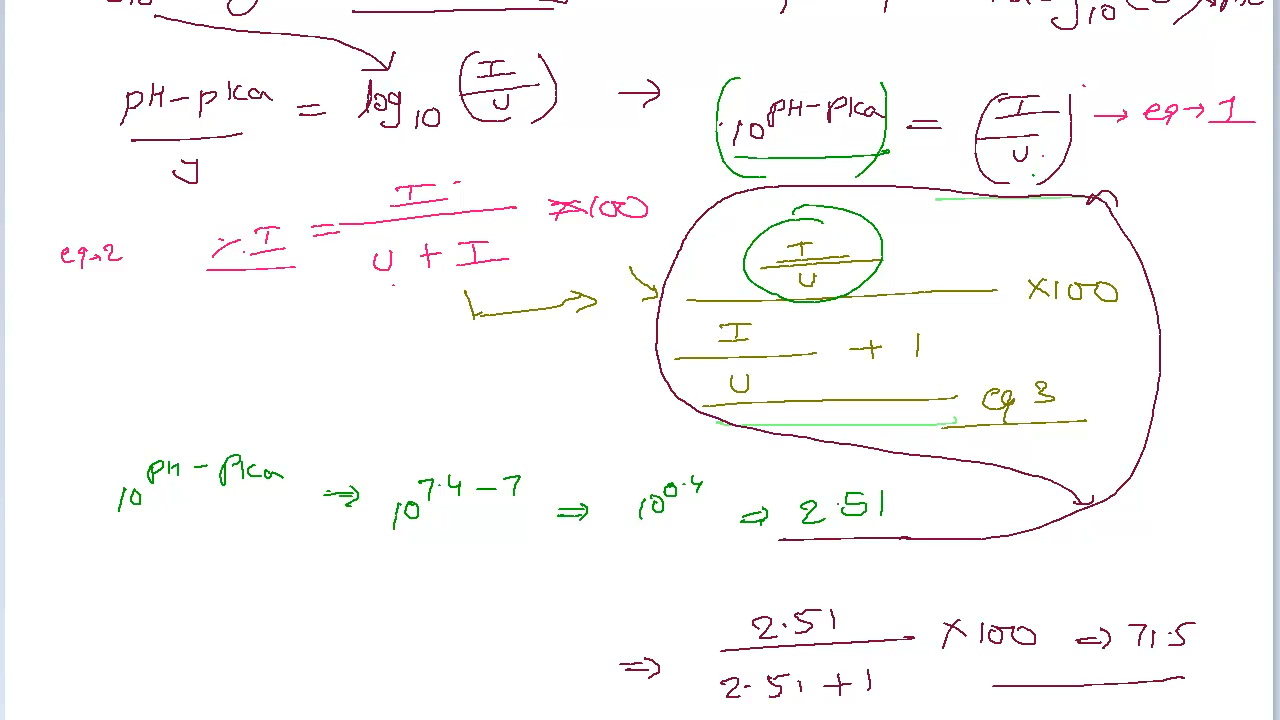 pH-pKa / y = log10 (I/U) → (10^pH-pKa) = (I/U) → eq→1
eq→2 %I = I / U + I ×100
I/U / I/U + 1 ×100
eq 3
10^pH-pKa ⇒ 10^7.4-7 ⇒ 10^0.4 ⇒ 2.51
⇒ 2.51 / 2.51+1 ×100 ⇒ 71.5